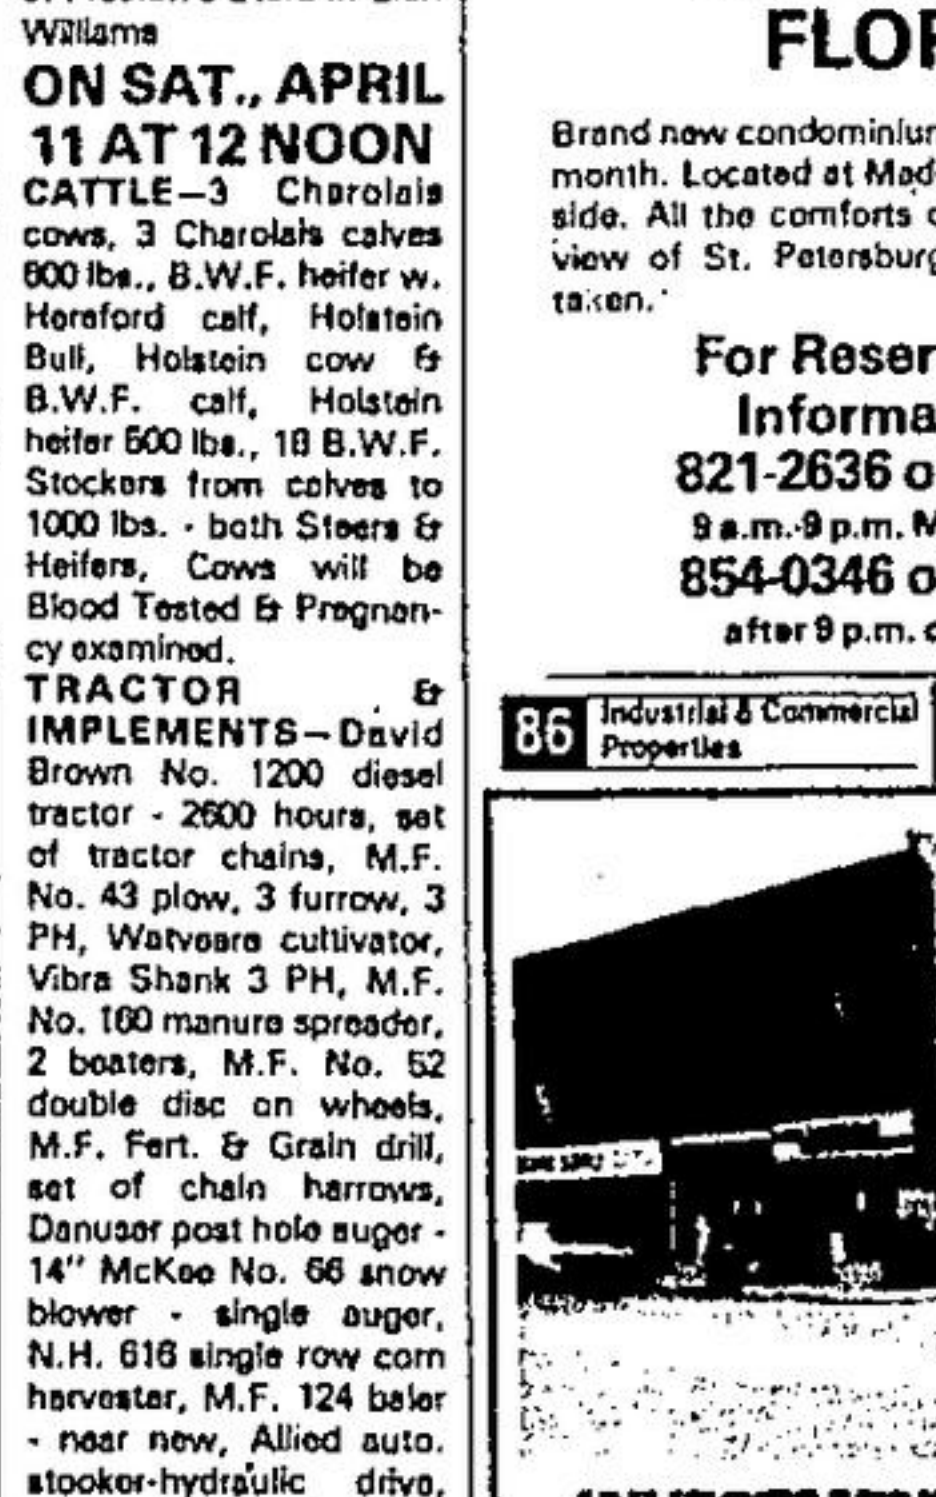 Williams
ON SAT., APRIL
11 AT 12 NOON
CATTLE—3 Charolais
cows, 3 Charolais calves
600 lbs., B.W.F. heifer w.
Hereford calf, Holstein
Bull, Holstein cow &
B.W.F. calf, Holstein
heifer 500 lbs., 18 B.W.F.
Stockers from calves to
1000 lbs. - both Steers &
Heifers, Cows will be
Blood Tested & Pregnan-
cy examined.
TRACTOR &
IMPLEMENTS—David
Brown No. 1200 diesel
tractor - 2600 hours, set
of tractor chains, M.F.
No. 43 plow, 3 furrow, 3
PH, Watveare cultivator,
Vibra Shank 3 PH, M.F.
No. 160 manure spreader,
2 beaters, M.F. No. 52
double disc on wheels,
M.F. Fert. & Grain drill,
set of chain harrows,
Danuser post hole auger -
14" McKee No. 66 snow
blower - single auger,
N.H. 616 single row corn
harvester, M.F. 124 baler
- near new, Allied auto.
stooker-hydraulic drive,
FLOR
Brand new condominium
month. Located at Mad
side. All the comforts
view of St. Petersburg
taken.
For Reser
Informa
821-2636 o
9 a.m.-9 p.m. M
854-0346 o
after 9 p.m.
86 Industrial & Commercial
Properties